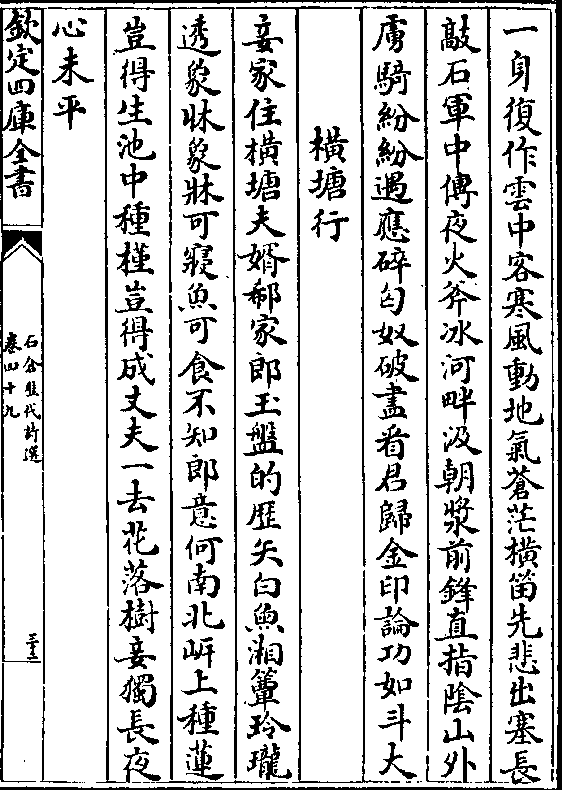 一身復作雲中客寒風動地氣蒼茫橫笛先悲出塞長
敲石軍中傳夜火斧冰河畔汲朝漿前鋒直指陰山外
虜騎紛紛過應碎匈奴破盡看君歸金印論功如斗大
橫塘行
妾家住橫塘夫婿郗家郎玉盤的歴矢白魚湘簟玲瓏
透象牀象牀可寢魚可食不知郎意何南北岍上種蓮
豈得生池中種槿豈得成丈夫一去花落樹妾獨長夜
心未平
欽定四庫全書
石倉歴代詩選
卷四十九
三十二